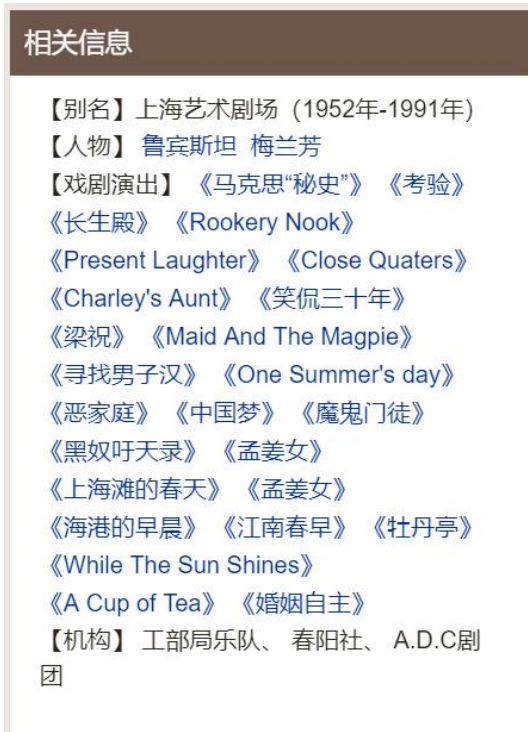 相关信息
【别名】上海艺术剧场（1952年-1991年）
【人物】 鲁宾斯坦 梅兰芳
【戏剧演出】 《马克思“秘史”》 《考验》
《长生殿》 《Rookery Nook》
《Present Laughter》 《Close Quaters》
《Charley's Aunt》 《笑侃三十年》
《梁祝》 《Maid And The Magpie》
《寻找男子汉》 《One Summer's day》
《恶家庭》 《中国梦》 《魔鬼门徒》
《黑奴吁天录》 《孟姜女》
《上海滩的春天》 《孟姜女》
《海港的早晨》 《江南春早》 《牡丹亭》
《While The Sun Shines》
《A Cup of Tea》 《婚姻自主》
【机构】 工部局乐队、 春阳社、 A.D.C剧
团